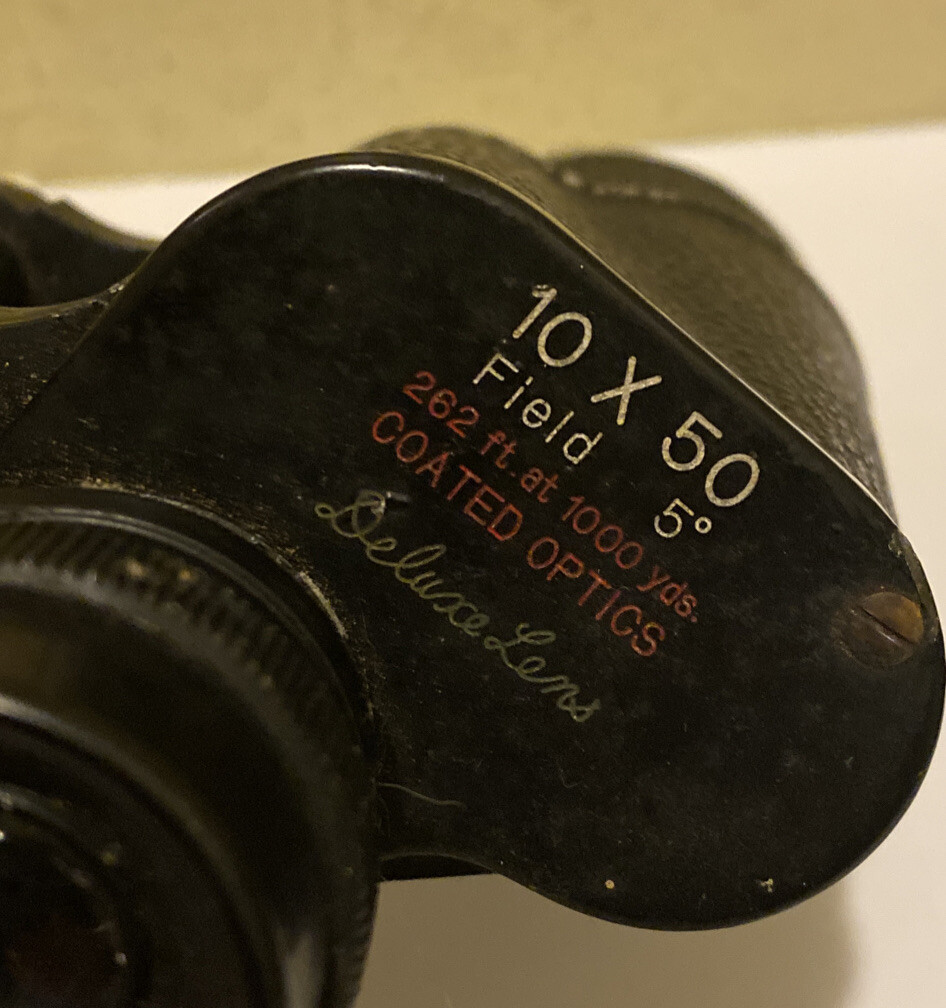 10 X 50
Field 5°
262 ft. at 1000 yds.
COATED OPTICS
Deluxe Lens